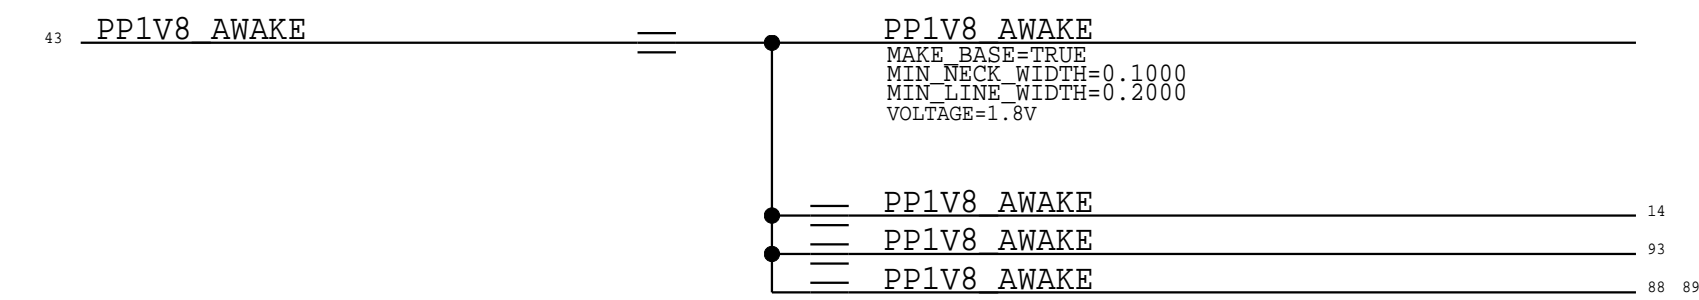 43 PP1V8_AWAKE PP1V8_AWAKE
MAKE_BASE=TRUE
MIN_NECK_WIDTH=0.1000
MIN_LINE_WIDTH=0.2000
VOLTAGE=1.8V
PP1V8_AWAKE 14
PP1V8_AWAKE 93
PP1V8_AWAKE 88 89